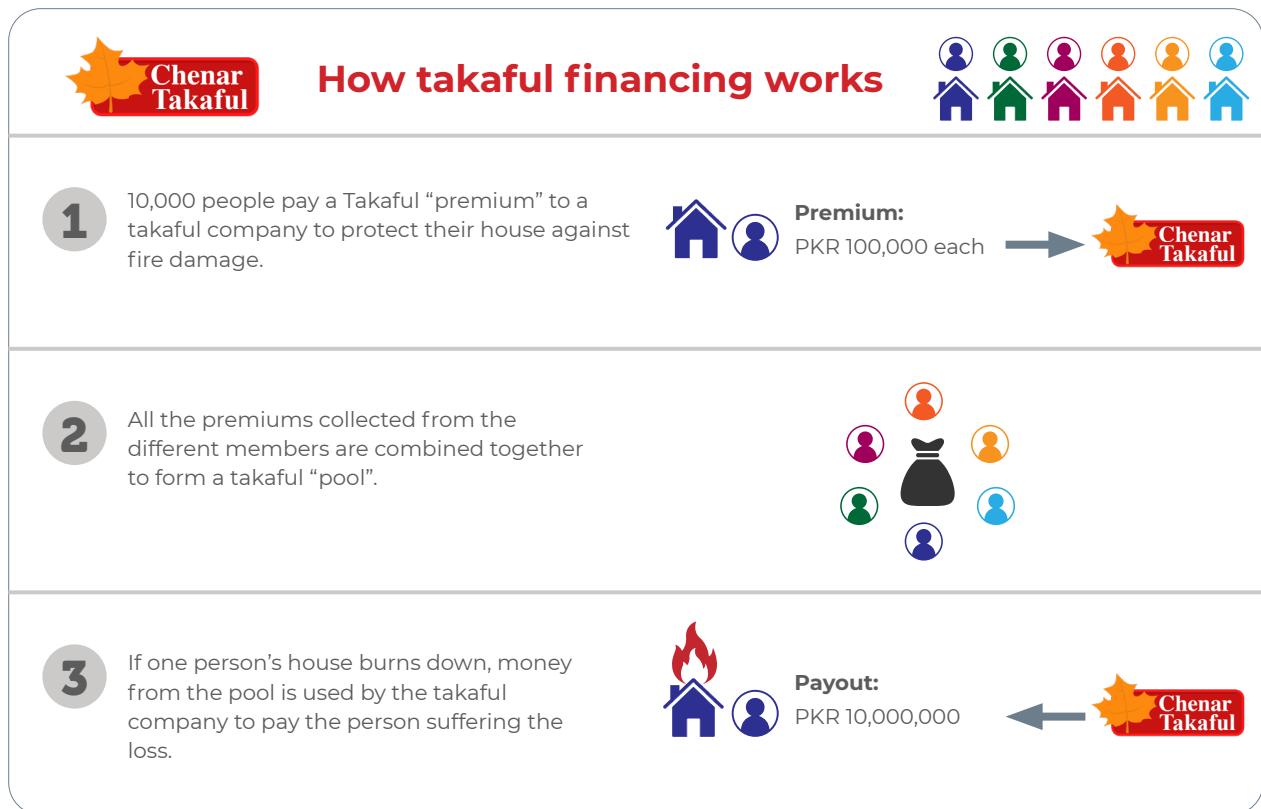 Chenar
Takaful
How takaful financing works
1
10,000 people pay a Takaful “premium” to a
takaful company to protect their house against
fire damage.
Premium:
PKR 100,000 each
Chenar
Takaful
2
All the premiums collected from the
different members are combined together
to form a takaful “pool”.
3
If one person’s house burns down, money
from the pool is used by the takaful
company to pay the person suffering the
loss.
Payout:
PKR 10,000,000
Chenar
Takaful